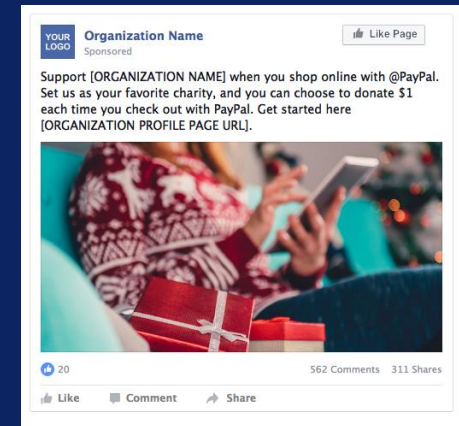 YOUR
LOGO
Organization Name
Sponsored
Like Page
Support [ORGANIZATION NAME] when you shop online with @PayPal.
Set us as your favorite charity, and you can choose to donate $1
each time you check out with PayPal. Get started here
[ORGANIZATION PROFILE PAGE URL].
20
562 Comments 311 Shares
Like Comment Share